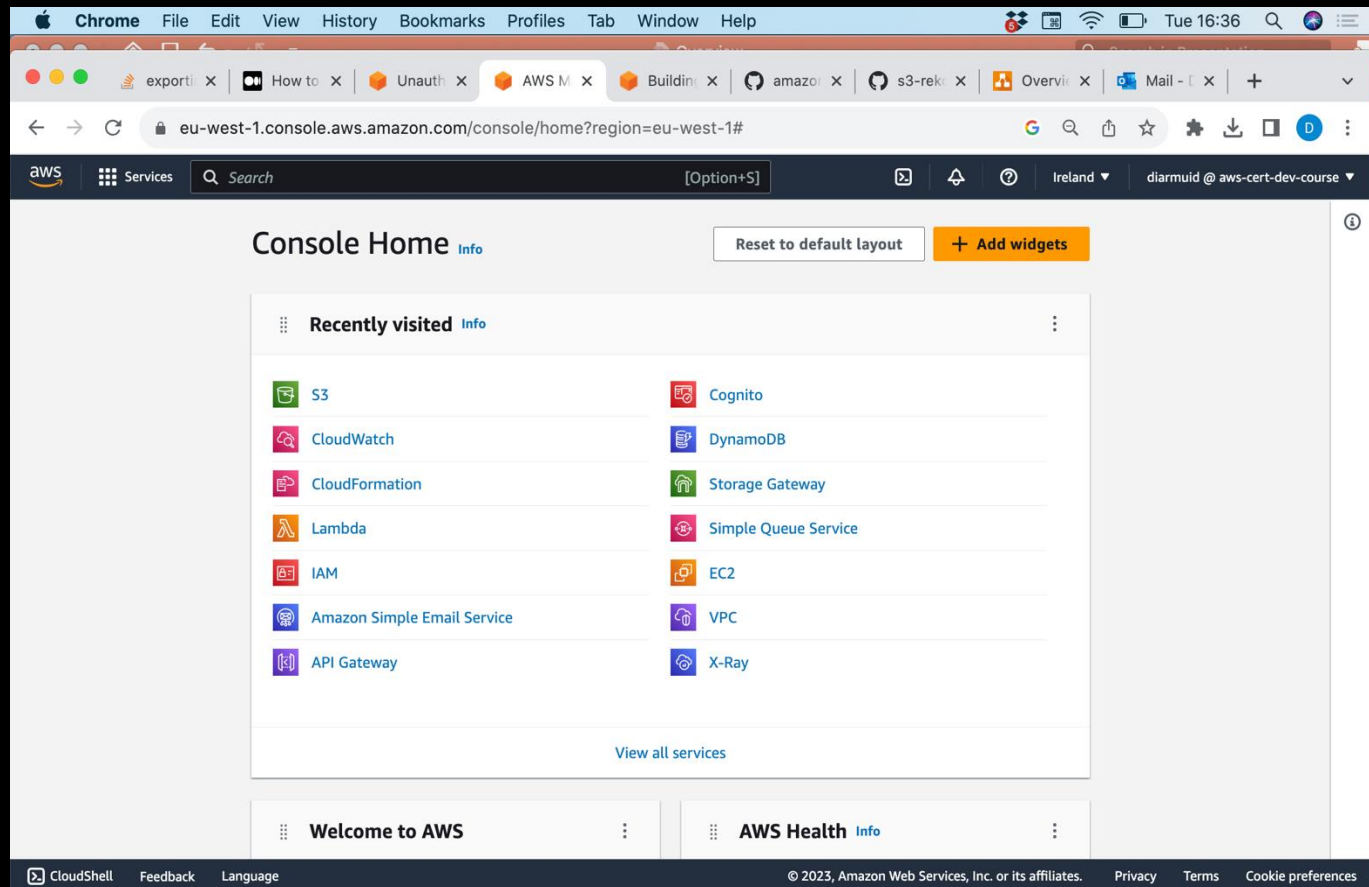 Chrome File Edit View History Bookmarks Profiles Tab Window Help Tue 16:36
exporti How to Unauth AWS M Building amazon s3-reko Overvie Mail - D
eu-west-1.console.aws.amazon.com/console/home?region=eu-west-1# D
aws Services Search [Option+S] Ireland diarmuid @ aws-cert-dev-course
Console Home Info Reset to default layout + Add widgets
Recently visited Info
S3 Cognito
CloudWatch DynamoDB
CloudFormation Storage Gateway
Lambda Simple Queue Service
IAM EC2
Amazon Simple Email Service VPC
API Gateway X-Ray
View all services
Welcome to AWS AWS Health Info
CloudShell Feedback Language © 2023, Amazon Web Services, Inc. or its affiliates. Privacy Terms Cookie preferences